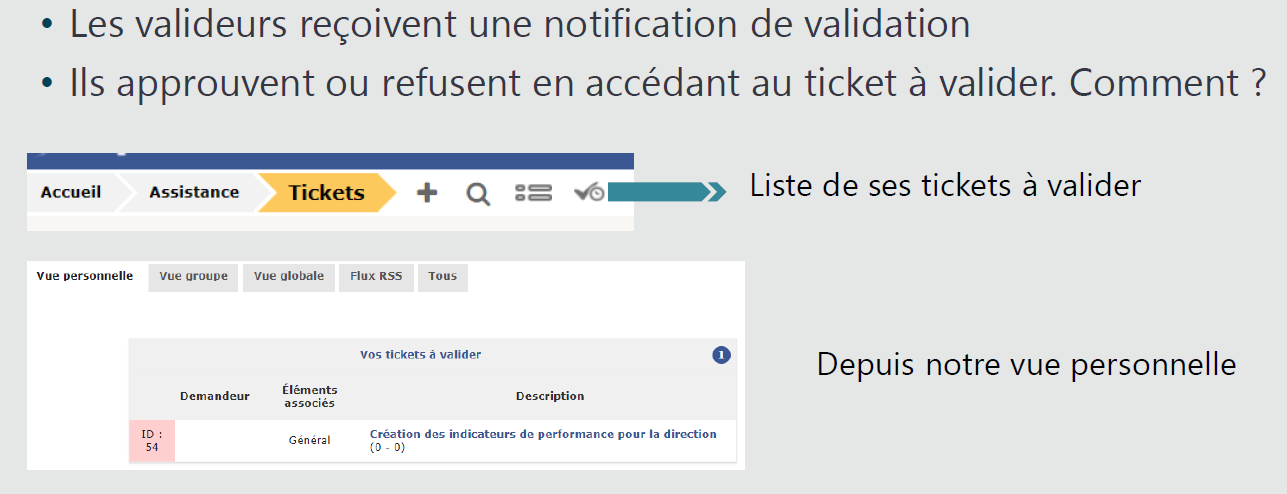 • Les valideurs reçoivent une notification de validation
• Ils approuvent ou refusent en accédant au ticket à valider. Comment ?
Accueil Assistance Tickets
Liste de ses tickets à valider
Vue personnelle Vue groupe Vue globale Flux RSS Tous
Vos tickets à valider 1
Demandeur Éléments associés Description
ID : 54 Général Création des indicateurs de performance pour la direction
(0 - 0)
Depuis notre vue personnelle